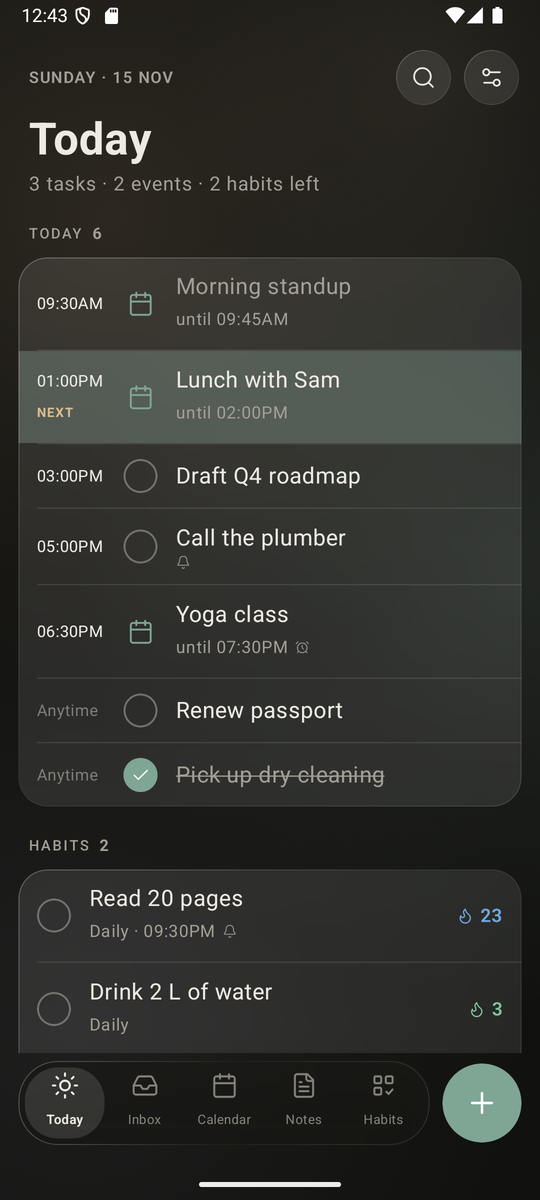 12:43
SUNDAY · 15 NOV
Today
3 tasks · 2 events · 2 habits left
TODAY 6
09:30AM Morning standup
until 09:45AM
01:00PM Lunch with Sam
NEXT until 02:00PM
03:00PM Draft Q4 roadmap
05:00PM Call the plumber
06:30PM Yoga class
until 07:30PM
Anytime Renew passport
Anytime Pick up dry cleaning
HABITS 2
Read 20 pages
Daily · 09:30PM
23
Drink 2 L of water
Daily
3
Today Inbox Calendar Notes Habits